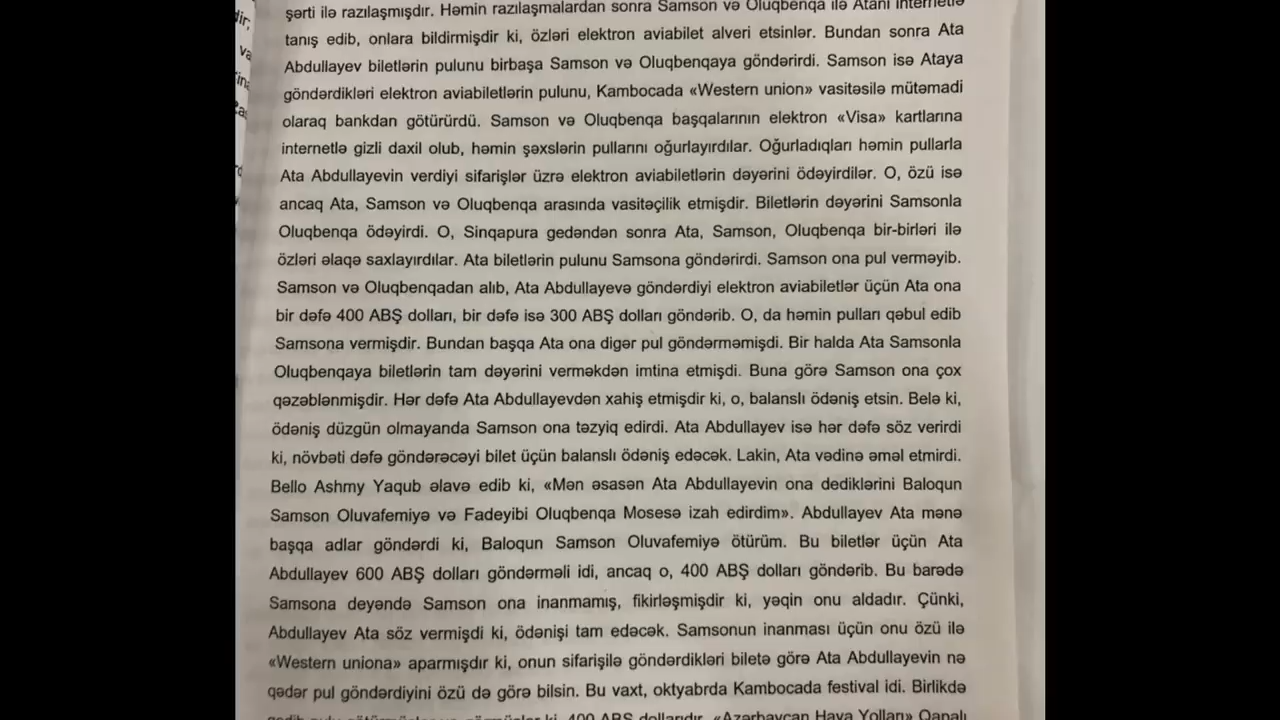 şərti ilə razılaşmışdır. Həmin razılaşmalardan sonra Samson və Oluqbenqa ilə Atanı internetlə
tanış edib, onlara bildirmişdir ki, özləri elektron aviabilet alveri etsinlər. Bundan sonra Ata
Abdullayev biletlərin pulunu birbaşa Samson və Oluqbenqaya göndərirdi. Samson isə Ataya
göndərdikləri elektron aviabiletlərin pulunu, Kambocada «Western union» vasitəsilə mütəmadi
olaraq bankdan götürürdü. Samson və Oluqbenqa başqalarının elektron «Visa» kartlarına
internetlə gizli daxil olub, həmin şəxslərin pullarını oğurlayırdılar. Oğurladıqları həmin pullarla
Ata Abdullayevin verdiyi sifarişlər üzrə elektron aviabiletlərin dəyərini ödəyirdilər. O, özü isə
ancaq Ata, Samson və Oluqbenqa arasında vasitəçilik etmişdir. Biletlərin dəyərini Samsonla
Oluqbenqa ödəyirdi. O, Sinqapura gedəndən sonra Ata, Samson, Oluqbenqa bir-birləri ilə
özləri əlaqə saxlayırdılar. Ata biletlərin pulunu Samsona göndərirdi. Samson ona pul verməyib.
Samson və Oluqbenqadan alıb, Ata Abdullayevə göndərdiyi elektron aviabiletlər üçün Ata ona
bir dəfə 400 ABŞ dolları, bir dəfə isə 300 ABŞ dolları göndərib. O, da həmin pulları qəbul edib
Samsona vermişdir. Bundan başqa Ata ona digər pul göndərməmişdi. Bir halda Ata Samsonla
Oluqbenqaya biletlərin tam dəyərini verməkdən imtina etmişdi. Buna görə Samson ona çox
qəzəblənmişdir. Hər dəfə Ata Abdullayevdən xahiş etmişdir ki, o, balanslı ödəniş etsin. Belə ki,
ödəniş düzgün olmayanda Samson ona təzyiq edirdi. Ata Abdullayev isə hər dəfə söz verirdi
ki, növbəti dəfə göndərəcəyi bilet üçün balanslı ödəniş edəcək. Lakin, Ata vədinə əməl etmirdi.
Bello Ashmy Yaqub əlavə edib ki, «Mən əsasən Ata Abdullayevin ona dediklərini Baloqun
Samson Oluvafemiyə və Fadeyibi Oluqbenqa Mosesə izah edirdim». Abdullayev Ata mənə
başqa adlar göndərdi ki, Baloqun Samson Oluvafemiyə ötürüm. Bu biletlər üçün Ata
Abdullayev 600 ABŞ dolları göndərməli idi, ancaq o, 400 ABŞ dolları göndərib. Bu barədə
Samsona deyəndə Samson ona inanmamış, fikirləşmişdir ki, yəqin onu aldadır. Çünki,
Abdullayev Ata söz vermişdi ki, ödənişi tam edəcək. Samsonun inanması üçün onu özü ilə
«Western uniona» aparmışdır ki, onun sifarişilə göndərdikləri biletə görə Ata Abdullayevin nə
qədər pul göndərdiyini özü də görə bilsin. Bu vaxt, oktyabrda Kambocada festival idi. Birlikdə
ki, 400 ABŞ dollarıdır. «Azərbaycan Hava Yolları» Qapalı